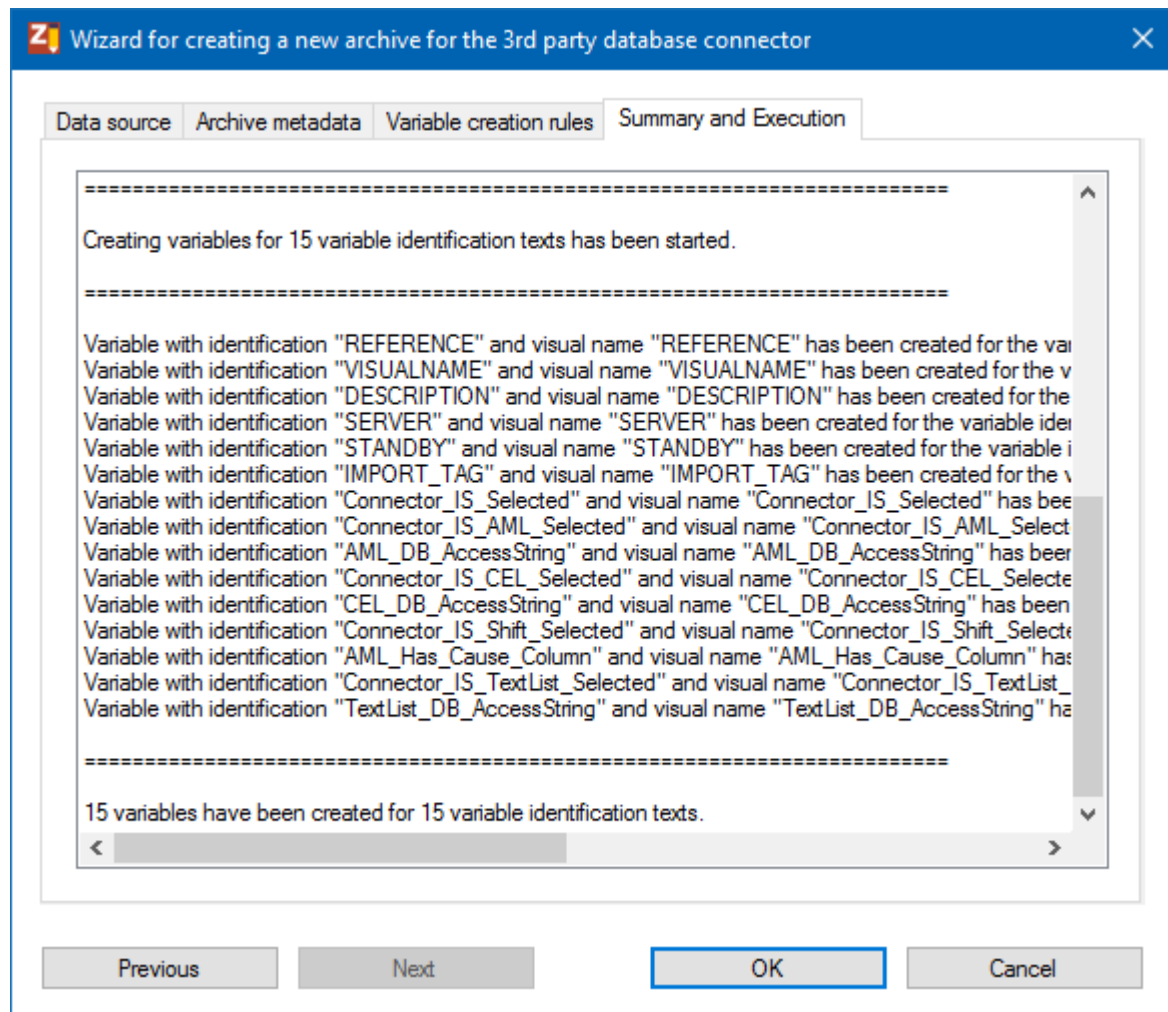 Wizard for creating a new archive for the 3rd party database connector
Data source Archive metadata Variable creation rules Summary and Execution
========================================================================
Creating variables for 15 variable identification texts has been started.
========================================================================
Variable with identification "REFERENCE" and visual name "REFERENCE" has been created for the var
Variable with identification "VISUALNAME" and visual name "VISUALNAME" has been created for the v
Variable with identification "DESCRIPTION" and visual name "DESCRIPTION" has been created for the
Variable with identification "SERVER" and visual name "SERVER" has been created for the variable iden
Variable with identification "STANDBY" and visual name "STANDBY" has been created for the variable i
Variable with identification "IMPORT_TAG" and visual name "IMPORT_TAG" has been created for the v
Variable with identification "Connector_IS_Selected" and visual name "Connector_IS_Selected" has bee
Variable with identification "Connector_IS_AML_Selected" and visual name "Connector_IS_AML_Select
Variable with identification "AML_DB_AccessString" and visual name "AML_DB_AccessString" has been
Variable with identification "Connector_IS_CEL_Selected" and visual name "Connector_IS_CEL_Selecte
Variable with identification "CEL_DB_AccessString" and visual name "CEL_DB_AccessString" has been
Variable with identification "Connector_IS_Shift_Selected" and visual name "Connector_IS_Shift_Selecte
Variable with identification "AML_Has_Cause_Column" and visual name "AML_Has_Cause_Column" has
Variable with identification "Connector_IS_TextList_Selected" and visual name "Connector_IS_TextList_
Variable with identification "TextList_DB_AccessString" and visual name "TextList_DB_AccessString" ha
========================================================================
15 variables have been created for 15 variable identification texts.
Previous Next OK Cancel